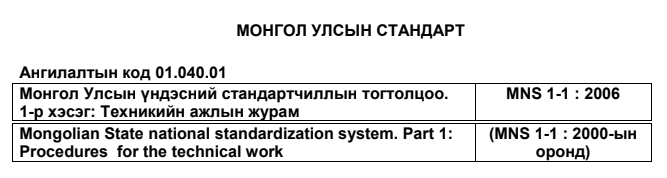 МОНГОЛ УЛСЫН СТАНДАРТ
Ангилалтын код 01.040.01
Монгол Улсын үндэсний стандартчиллын тогтолцоо.
1-р хэсэг: Техникийн ажлын журам
MNS 1-1 : 2006
Mongolian State national standardization system. Part 1:
Procedures for the technical work
(MNS 1-1 : 2000-ын
оронд)